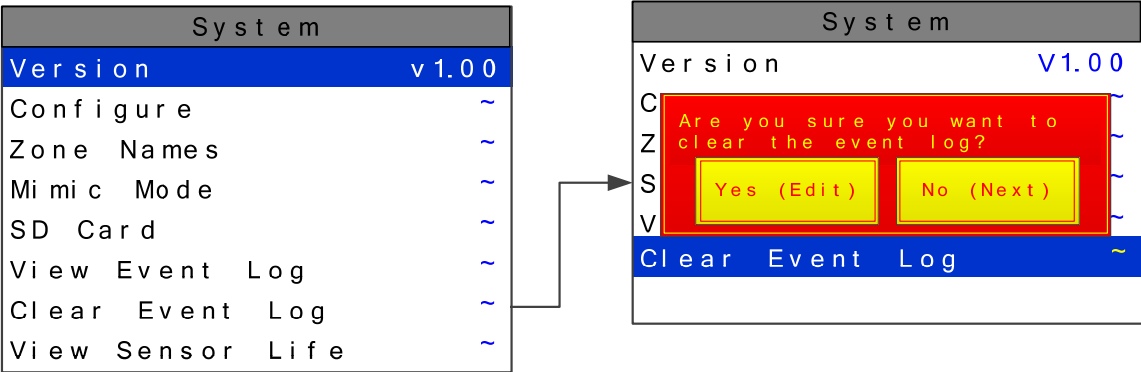 System
Version v1.00
Configure ~
Zone Names ~
Mimic Mode ~
SD Card ~
View Event Log ~
Clear Event Log ~
View Sensor Life ~
System
Version V1.00
C ~
Z ~
S ~
V ~
Are you sure you want to
clear the event log?
Yes (Edit) No (Next)
Clear Event Log ~